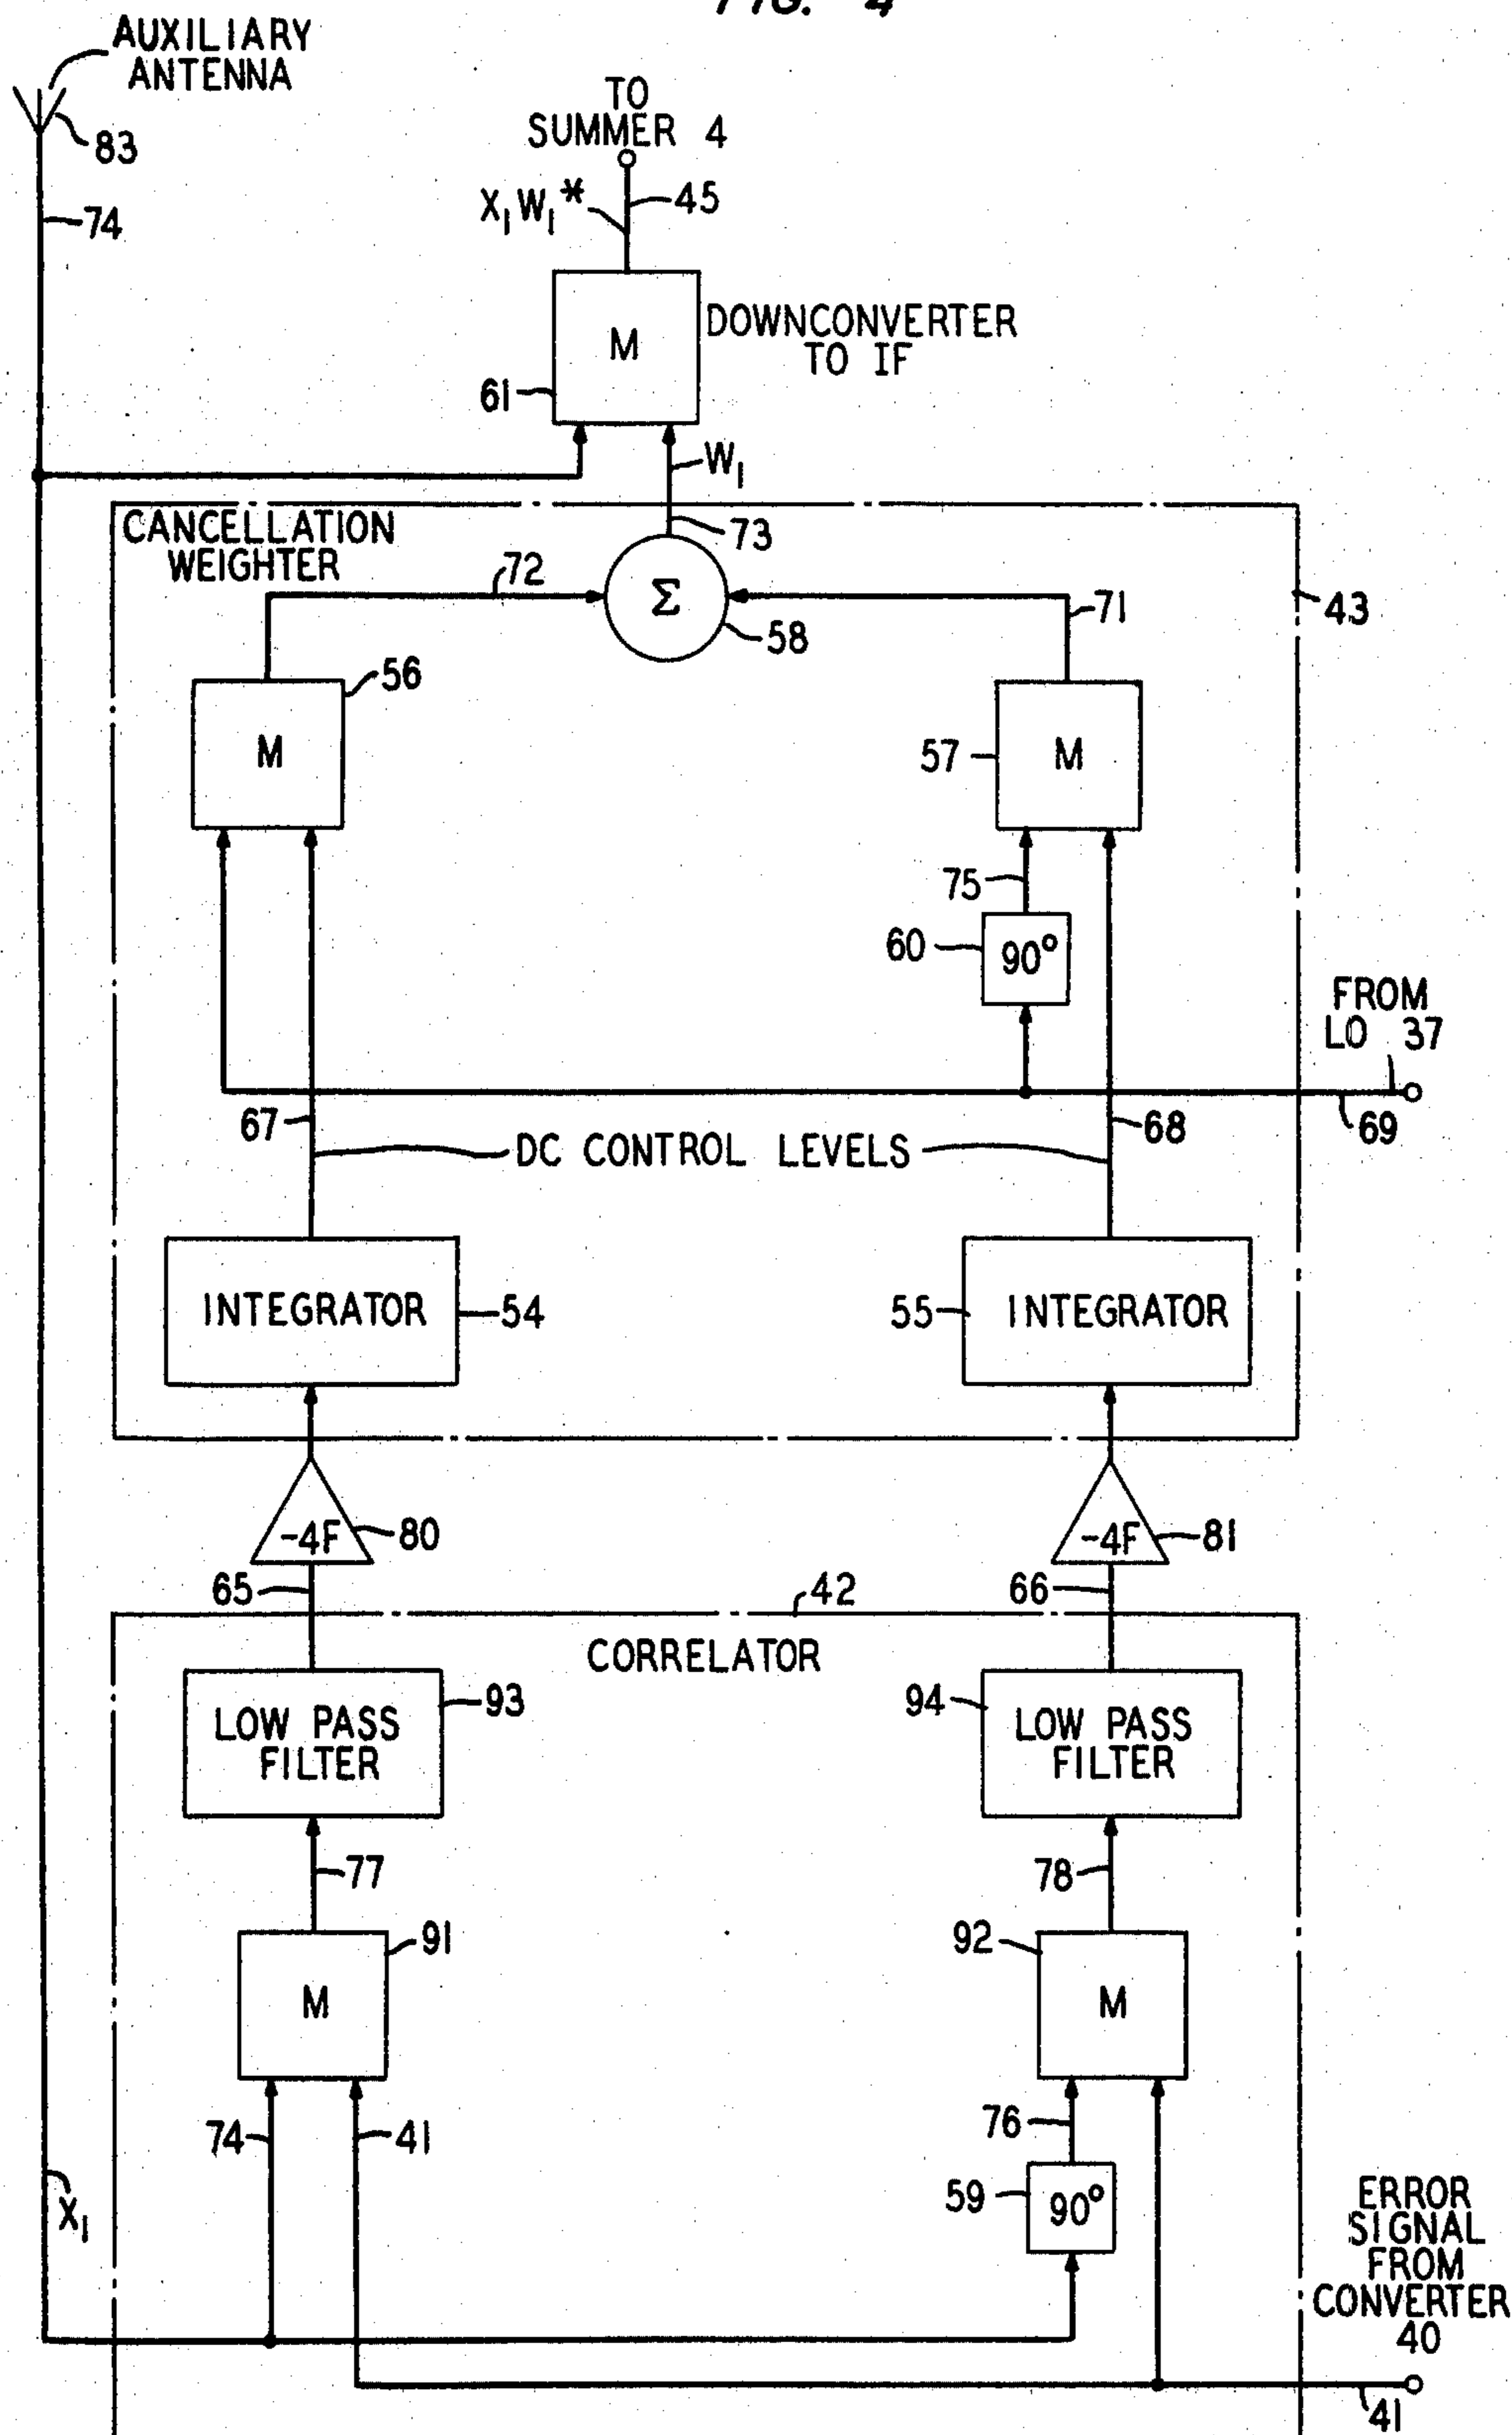 FIG. 4
AUXILIARY
ANTENNA
83
74
TO
SUMMER 4
X₁W₁*
45
M
DOWNCONVERTER
TO IF
61
W₁
73
CANCELLATION
WEIGHTER
72
Σ
58
71
43
56
M
57
M
75
60
90°
FROM
LO 37
69
67
DC CONTROL LEVELS
68
INTEGRATOR
54
55
INTEGRATOR
-4F
80
-4F
81
65
42
66
CORRELATOR
LOW PASS
FILTER
93
94
LOW PASS
FILTER
77
78
91
M
92
M
74
41
76
59
90°
X₁
ERROR
SIGNAL
FROM
CONVERTER
40
41